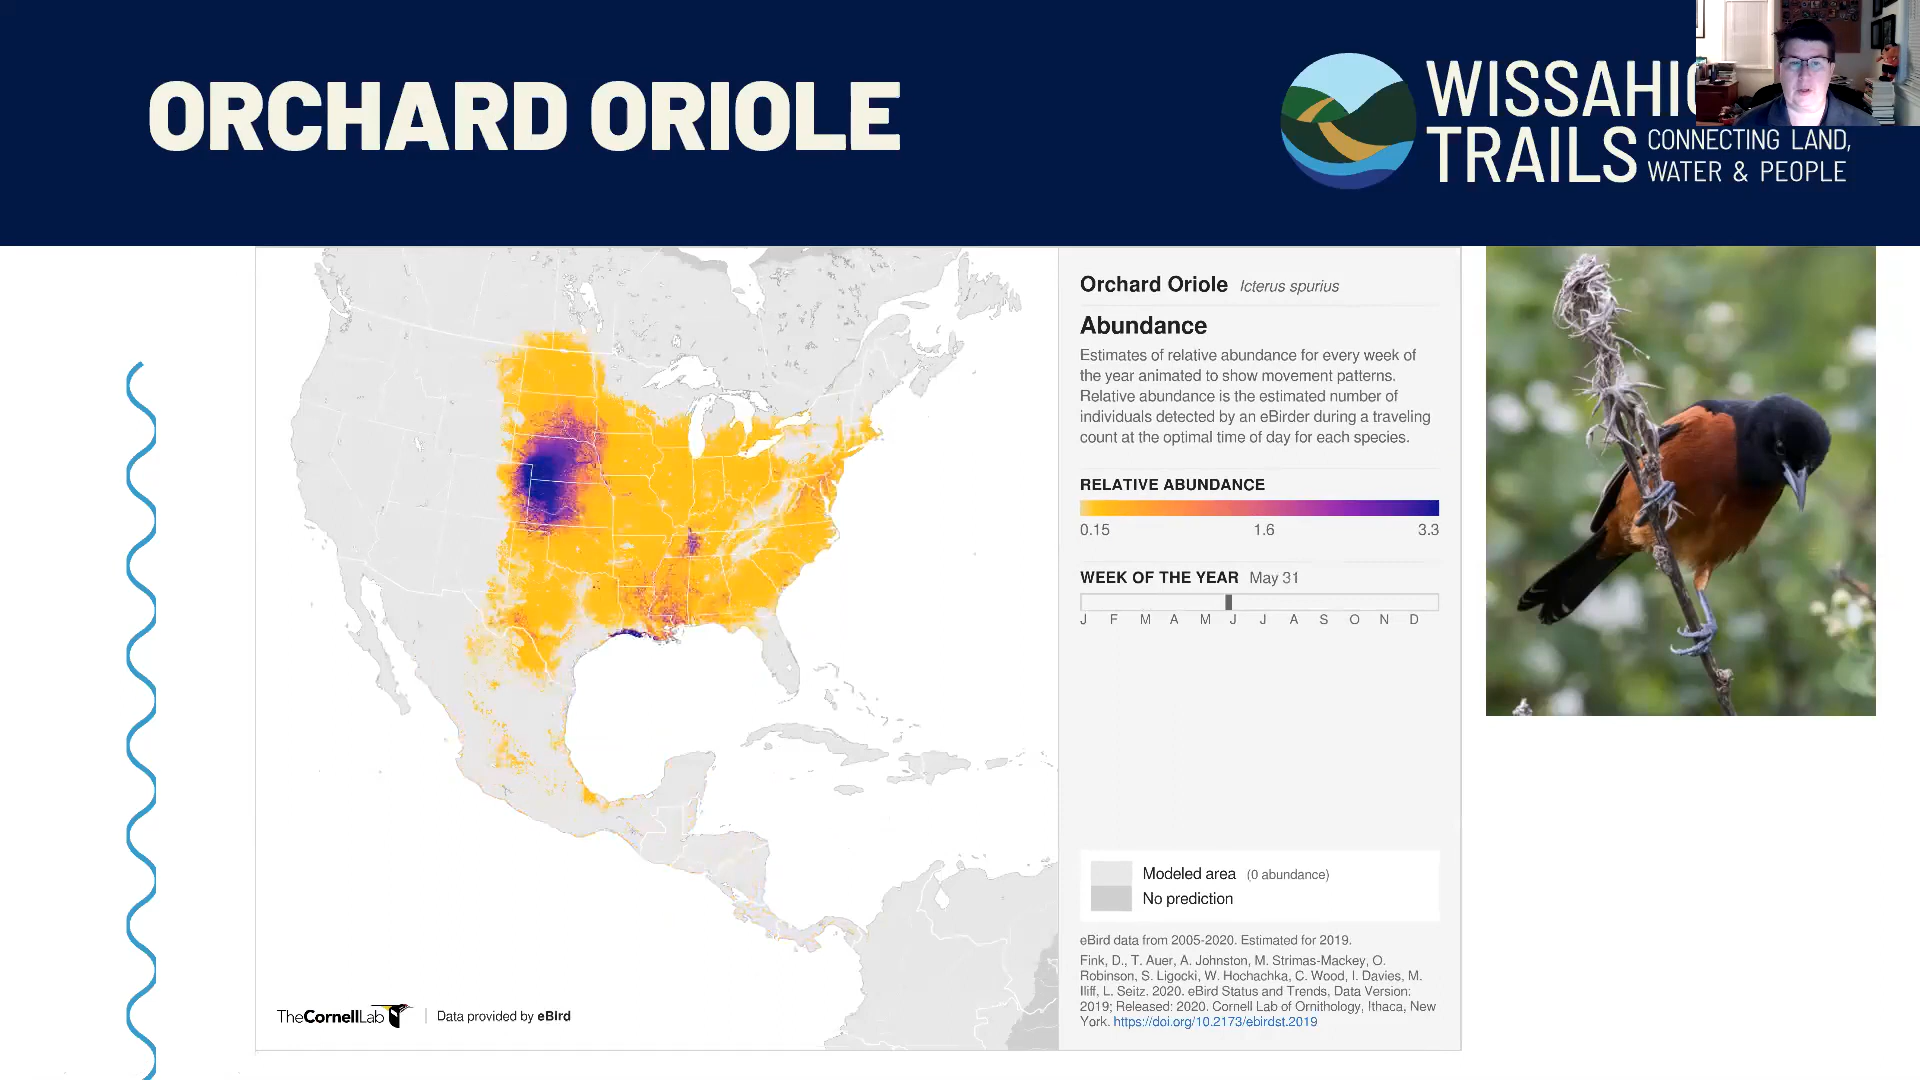 ORCHARD ORIOLE
WISSAHIC
TRAILS
CONNECTING LAND,
WATER & PEOPLE
Orchard Oriole Icterus spurius
Abundance
Estimates of relative abundance for every week of
the year animated to show movement patterns.
Relative abundance is the estimated number of
individuals detected by an eBirder during a traveling
count at the optimal time of day for each species.
RELATIVE ABUNDANCE
0.15 1.6 3.3
WEEK OF THE YEAR May 31
J F M A M J J A S O N D
Modeled area (0 abundance)
No prediction
eBird data from 2005-2020. Estimated for 2019.
Fink, D., T. Auer, A. Johnston, M. Strimas-Mackey, O.
Robinson, S. Ligocki, W. Hochachka, C. Wood, I. Davies, M.
Iliff, L. Seitz. 2020. eBird Status and Trends, Data Version:
2019; Released: 2020. Cornell Lab of Ornithology, Ithaca, New
York. https://doi.org/10.2173/ebirdst.2019
TheCornellLab Data provided by eBird